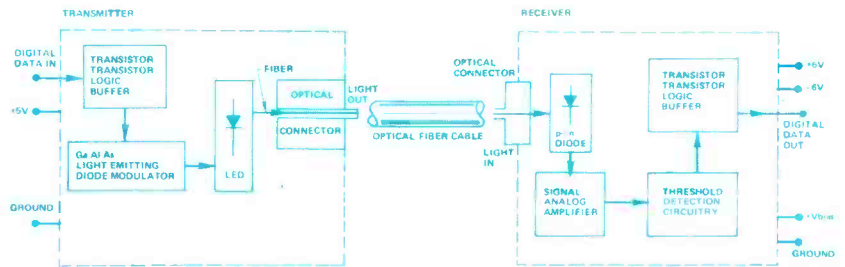 TRANSMITTER
DIGITAL
DATA IN
TRANSISTOR
TRANSISTOR
LOGIC
BUFFER
+5V
Ga Al As
LIGHT EMITTING
DIODE MODULATOR
GROUND
LED
FIBER
OPTICAL
CONNECTOR
LIGHT
OUT
OPTICAL FIBER CABLE
RECEIVER
OPTICAL
CONNECTOR
LIGHT
IN
DIODE
SIGNAL
ANALOG
AMPLIFIER
THRESHOLD
DETECTION
CIRCUITRY
TRANSISTOR
TRANSISTOR
LOGIC
BUFFER
DIGITAL
DATA
OUT
GROUND